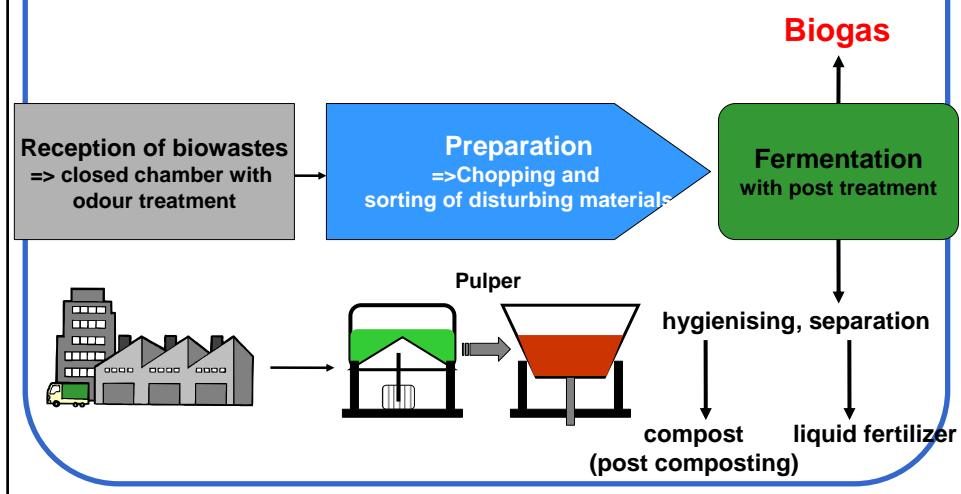 Biogas
Reception of biowastes
=> closed chamber with
odour treatment
Preparation
=>Chopping and
sorting of disturbing materials
Fermentation
with post treatment
Pulper
hygienising, separation
compost
(post composting)
liquid fertilizer